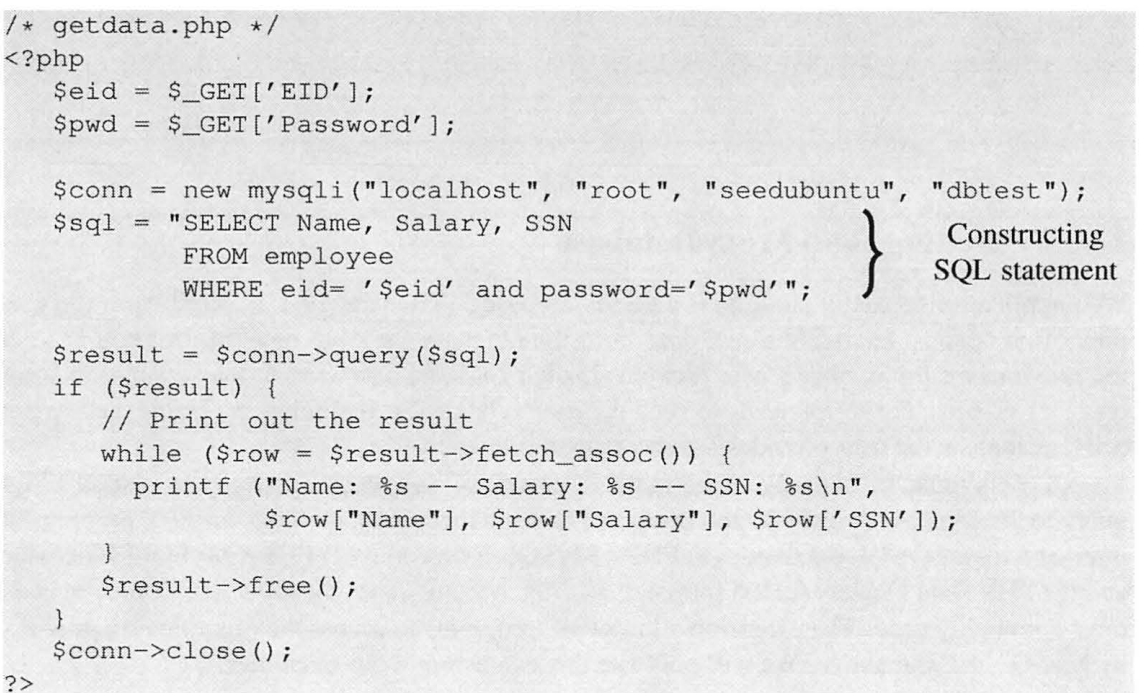 /* getdata.php */
<?php
$eid = $_GET['EID'];
$pwd = $_GET['Password'];
$conn = new mysqli("localhost", "root", "seedubuntu", "dbtest");
$sql = "SELECT Name, Salary, SSN
FROM employee
WHERE eid= '$eid' and password='$pwd'";
Constructing
SQL statement
$result = $conn->query($sql);
if ($result) {
// Print out the result
while ($row = $result->fetch_assoc()) {
printf ("Name: %s -- Salary: %s -- SSN: %s\n",
$row["Name"], $row["Salary"], $row['SSN']);
}
$result->free();
}
$conn->close();
?>